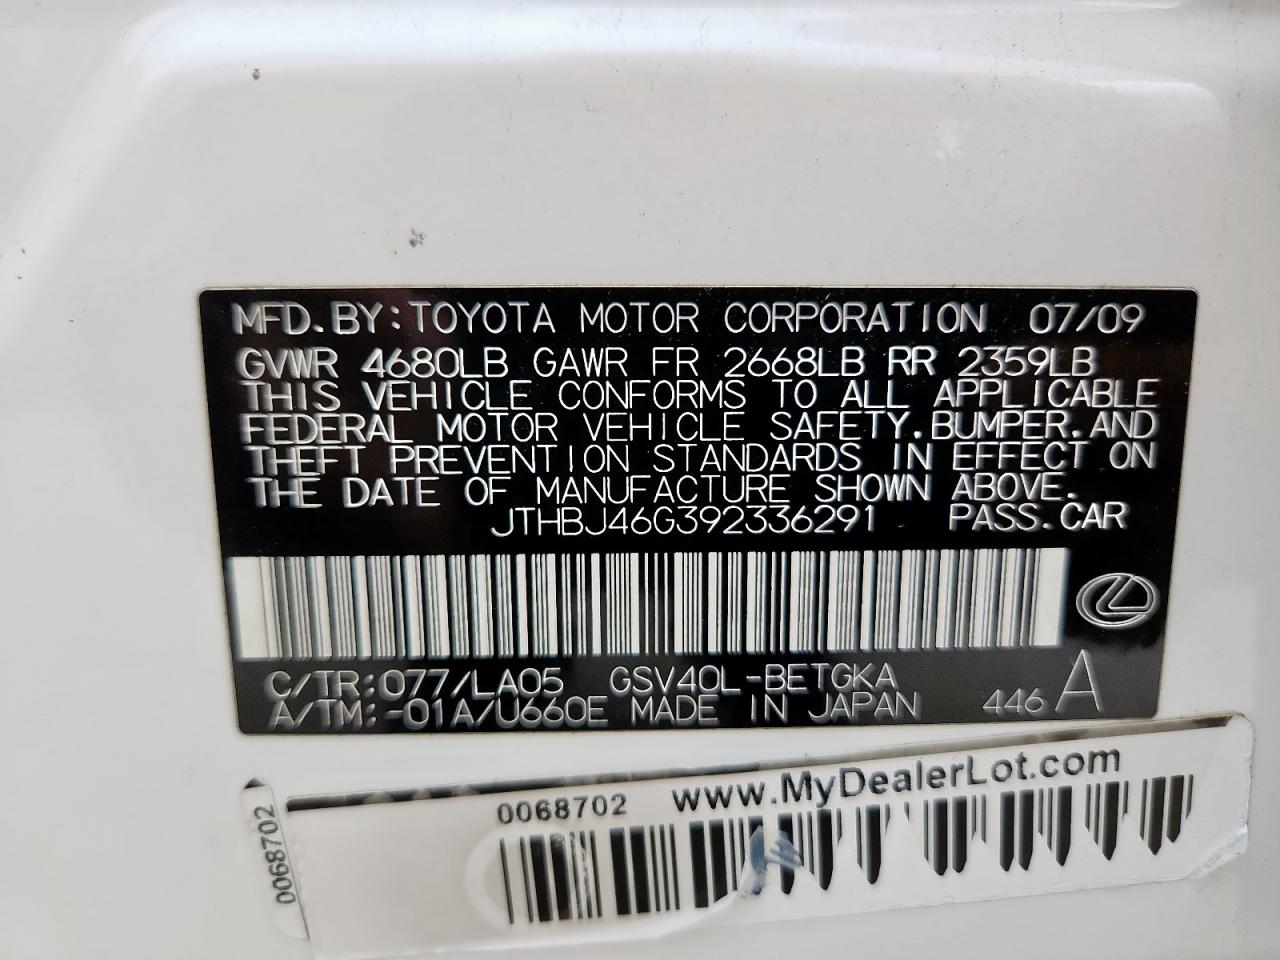 MFD.BY:TOYOTA MOTOR CORPORATION 07/09
GVWR 4680LB GAWR FR 2668LB RR 2359LB
THIS VEHICLE CONFORMS TO ALL APPLICABLE
FEDERAL MOTOR VEHICLE SAFETY.BUMPER.AND
THEFT PREVENTION STANDARDS IN EFFECT ON
THE DATE OF MANUFACTURE SHOWN ABOVE.
JTHBJ46G392336291 PASS.CAR
C/TR:077/LA05 GSV40L-BETGKA
A/TM:-01A/U660E MADE IN JAPAN 446 A
0068702 www.MyDealerLot.com
0068702